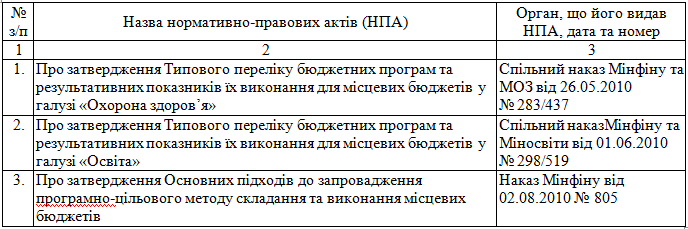 № з/п
Назва нормативно-правових актів (НПА)
Орган, що його видав НПА, дата та номер
1
2
3
1.
Про затвердження Типового переліку бюджетних програм та
результативних показників їх виконання для місцевих бюджетів у
галузі «Охорона здоров’я»
Спільний наказ Мінфіну та
МОЗ від 26.05.2010
№ 283/437
2.
Про затвердження Типового переліку бюджетних програм та
результативних показників їх виконання для місцевих бюджетів у
галузі «Освіта»
Спільний наказМінфіну та
Міносвіти від 01.06.2010
№ 298/519
3.
Про затвердження Основних підходів до запровадження
програмно-цільового методу складання та виконання місцевих
бюджетів
Наказ Мінфіну від
02.08.2010 № 805